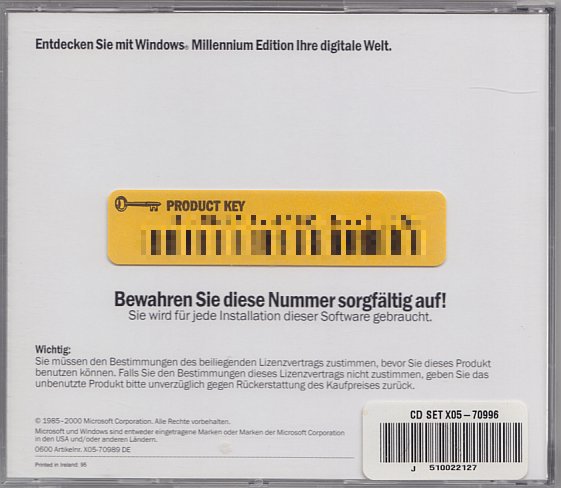 Entdecken Sie mit Windows® Millennium Edition Ihre digitale Welt.
PRODUCT KEY
Bewahren Sie diese Nummer sorgfältig auf!
Sie wird für jede Installation dieser Software gebraucht.
Wichtig:
Sie müssen den Bestimmungen des beiliegenden Lizenzvertrags zustimmen, bevor Sie dieses Produkt
benutzen können. Falls Sie den Bestimmungen dieses Lizenzvertrags nicht zustimmen, geben Sie das
unbenutzte Produkt bitte unverzüglich gegen Rückerstattung des Kaufpreises zurück.
© 1985-2000 Microsoft Corporation. Alle Rechte vorbehalten.
Microsoft und Windows sind entweder eingetragene Marken oder Marken der Microsoft Corporation
in den USA und/oder anderen Ländern.
0600 Artikelnr. X05-70989 DE
Printed in Ireland: 95
CD SET X05-70996
J 510022127